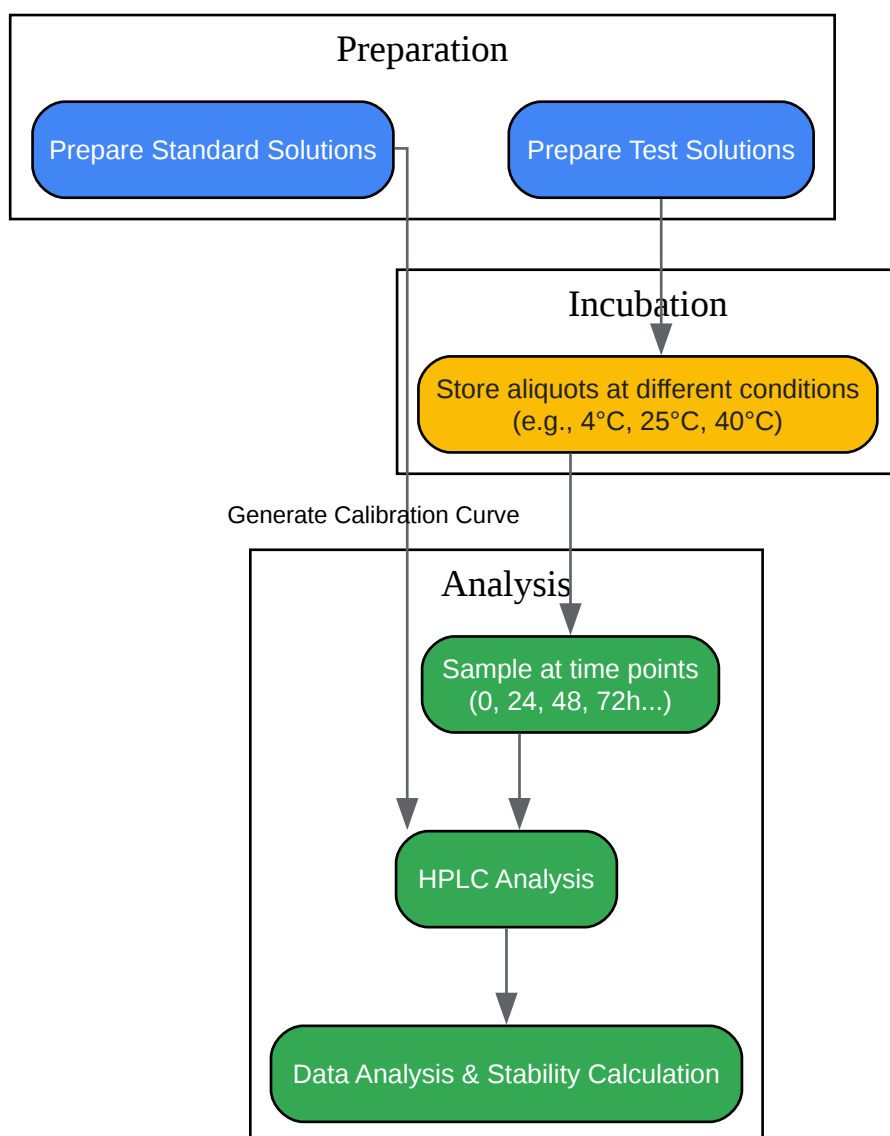 Preparation
Prepare Standard Solutions
Prepare Test Solutions
Incubation
Store aliquots at different conditions
(e.g., 4°C, 25°C, 40°C)
Generate Calibration Curve
Analysis
Sample at time points
(0, 24, 48, 72h...)
HPLC Analysis
Data Analysis & Stability Calculation